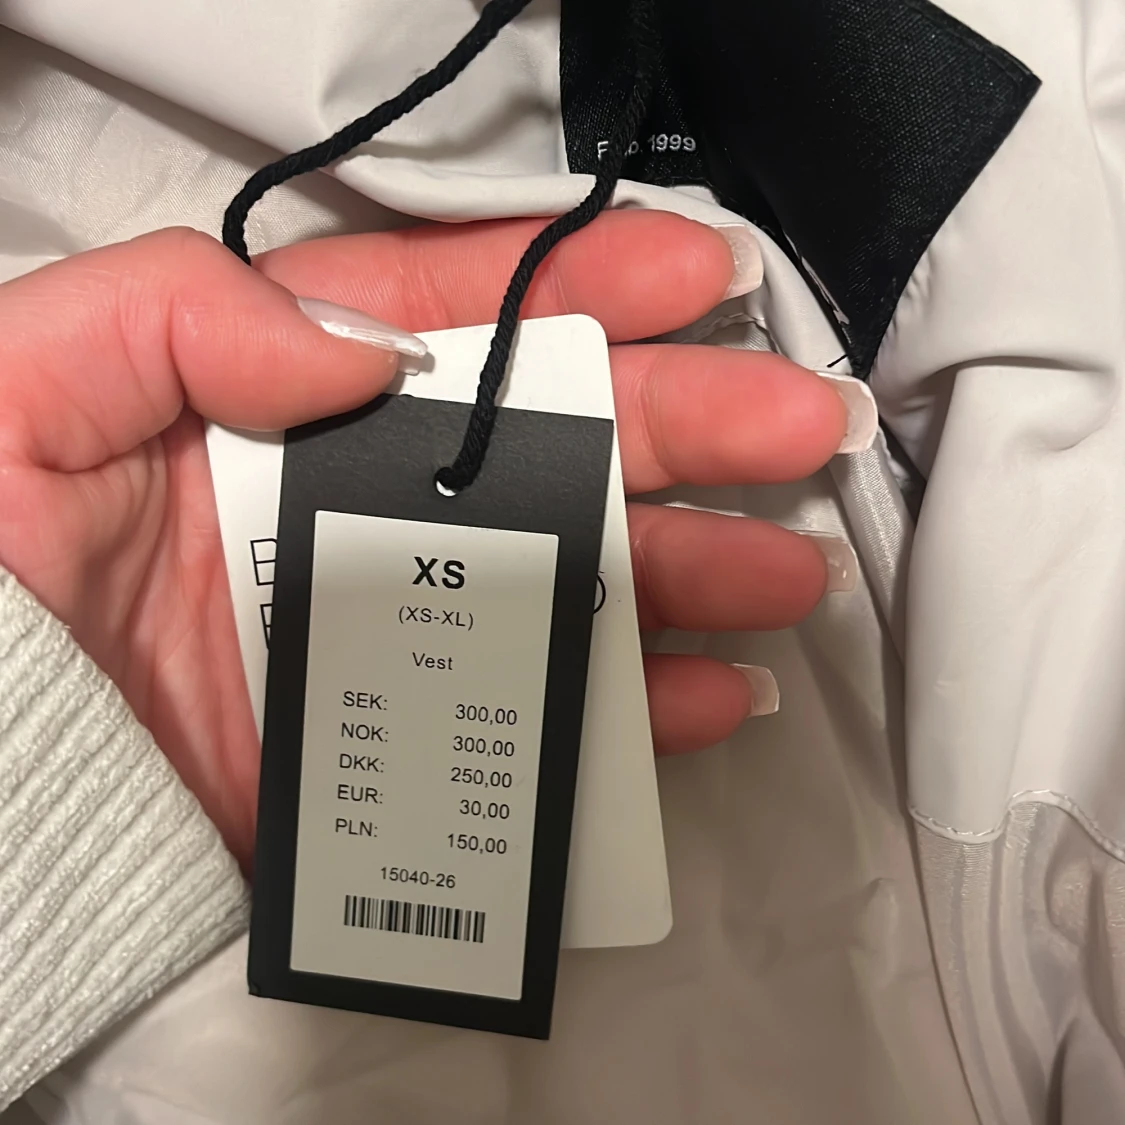 1999
XS
(XS-XL)
Vest
SEK: 300,00
NOK: 300,00
DKK: 250,00
EUR: 30,00
PLN: 150,00
15040-26